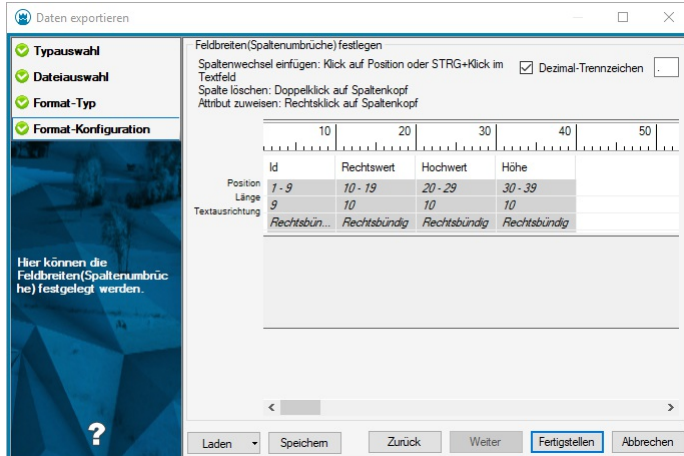 Daten exportieren
Typauswahl
Dateiauswahl
Format-Typ
Format-Konfiguration
Hier können die
Feldbreiten(Spaltenumbrüc
he) festgelegt werden.
?
Feldbreiten(Spaltenumbrüche) festlegen
Spaltenwechsel einfügen: Klick auf Position oder STRG+Klick im
Textfeld
Spalte löschen: Doppelklick auf Spaltenkopf
Attribut zuweisen: Rechtsklick auf Spaltenkopf
Dezimal-Trennzeichen .
10 20 30 40 50
Id Rechtswert Hochwert Höhe
Position 1 - 9 10 - 19 20 - 29 30 - 39
Länge 9 10 10 10
Textausrichtung Rechtsbün... Rechtsbündig Rechtsbündig Rechtsbündig
Laden Speichern Zurück Weiter Fertigstellen Abbrechen